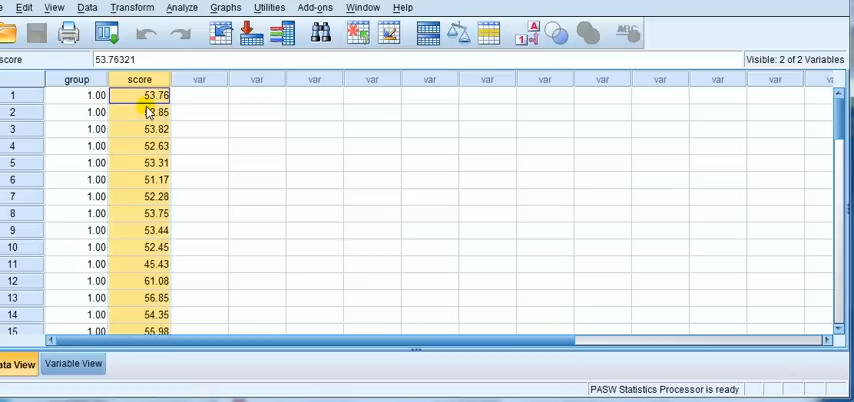 Edit View Data Transform Analyze Graphs Utilities Add-ons Window Help
A
1
ABC
score 53.76321 Visible: 2 of 2 Variables
group score var var var var var var var var var var var
1 1.00 53.76
2 1.00 .85
3 1.00 53.82
4 1.00 52.63
5 1.00 53.31
6 1.00 51.17
7 1.00 52.28
8 1.00 53.75
9 1.00 53.44
10 1.00 52.45
11 1.00 45.43
12 1.00 61.08
13 1.00 56.85
14 1.00 54.35
15 1.00 55.98
ata View Variable View
PASW Statistics Processor is ready